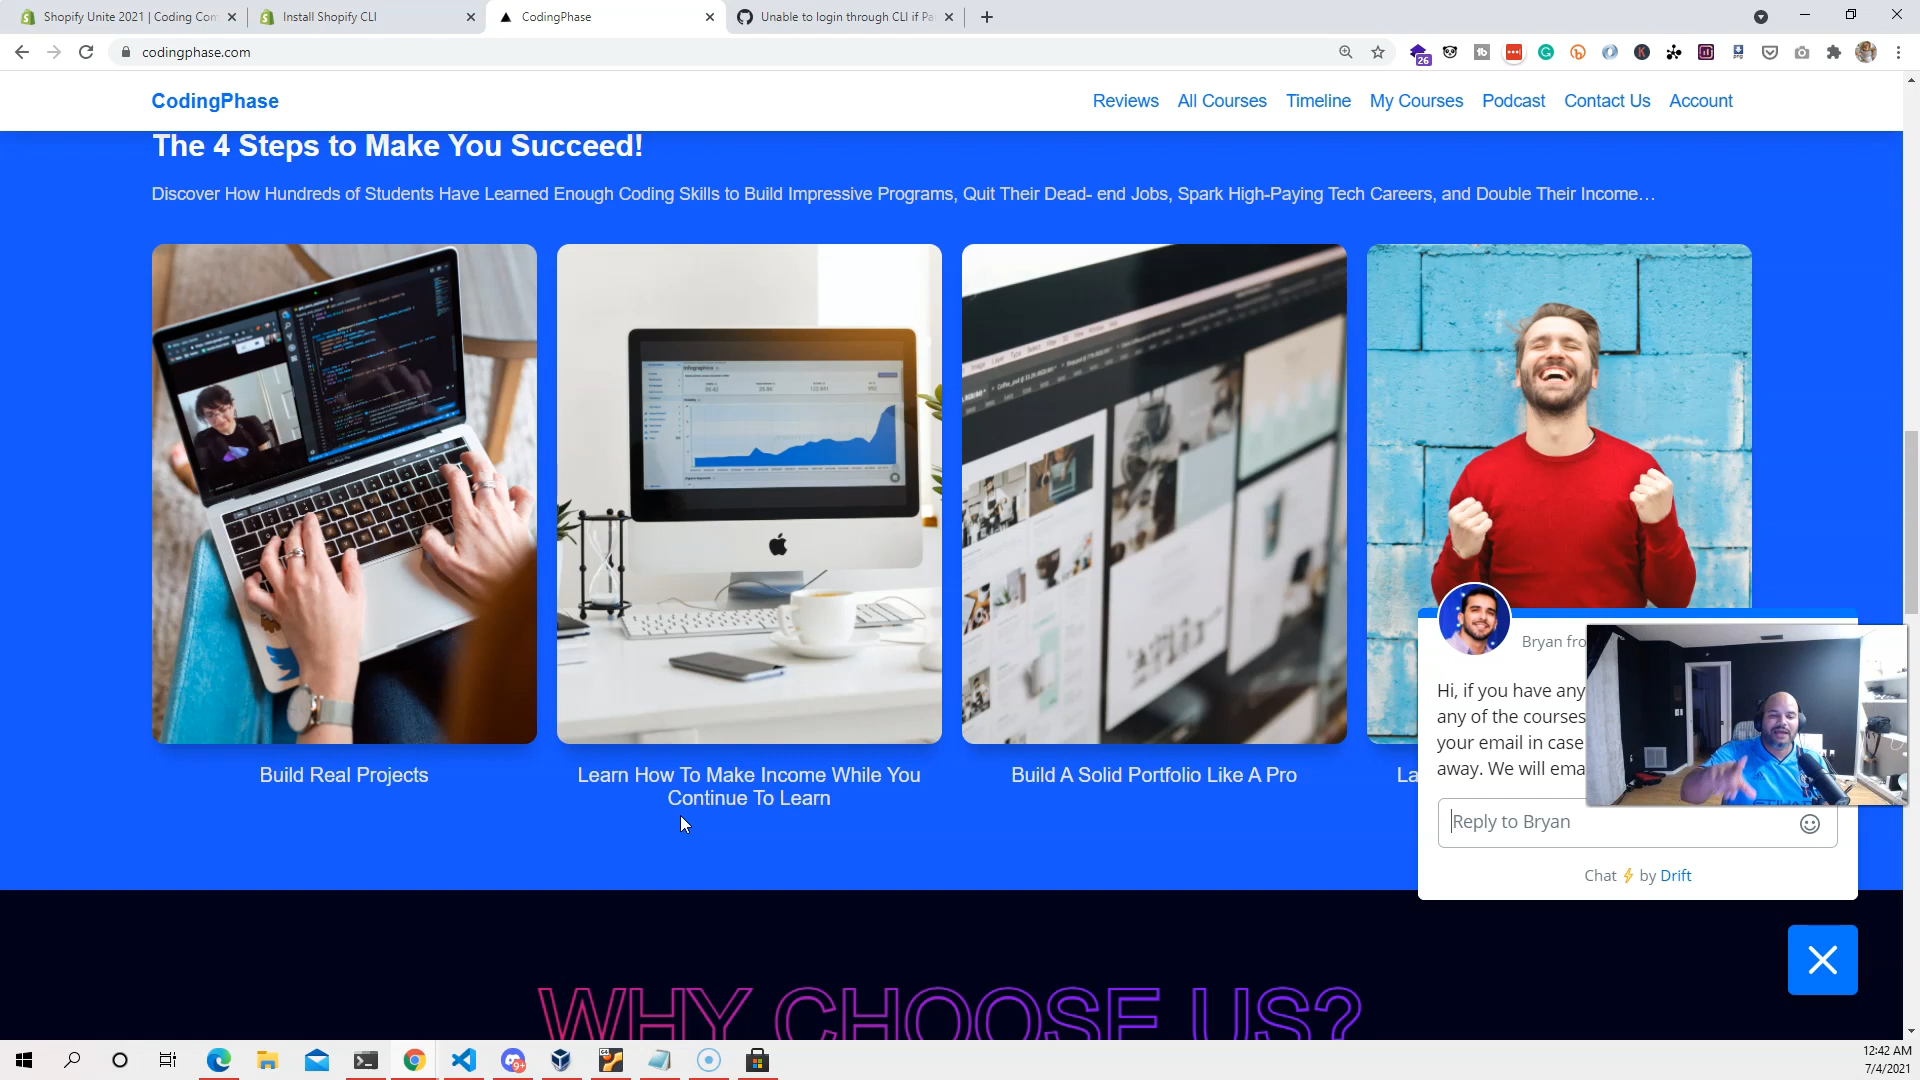 Shopify Unite 2021 | Coding Com
Install Shopify CLI
CodingPhase
Unable to login through CLI if Pa
codingphase.com
26
CodingPhase
Reviews
All Courses
Timeline
My Courses
Podcast
Contact Us
Account
The 4 Steps to Make You Succeed!
Discover How Hundreds of Students Have Learned Enough Coding Skills to Build Impressive Programs, Quit Their Dead- end Jobs, Spark High-Paying Tech Careers, and Double Their Income…
Build Real Projects
Learn How To Make Income While You
Continue To Learn
Build A Solid Portfolio Like A Pro
La
Bryan fro
Hi, if you have any
any of the courses
your email in case
away. We will ema
Reply to Bryan
Chat ⚡ by Drift
WHY CHOOSE US?
12:42 AM
7/4/2021